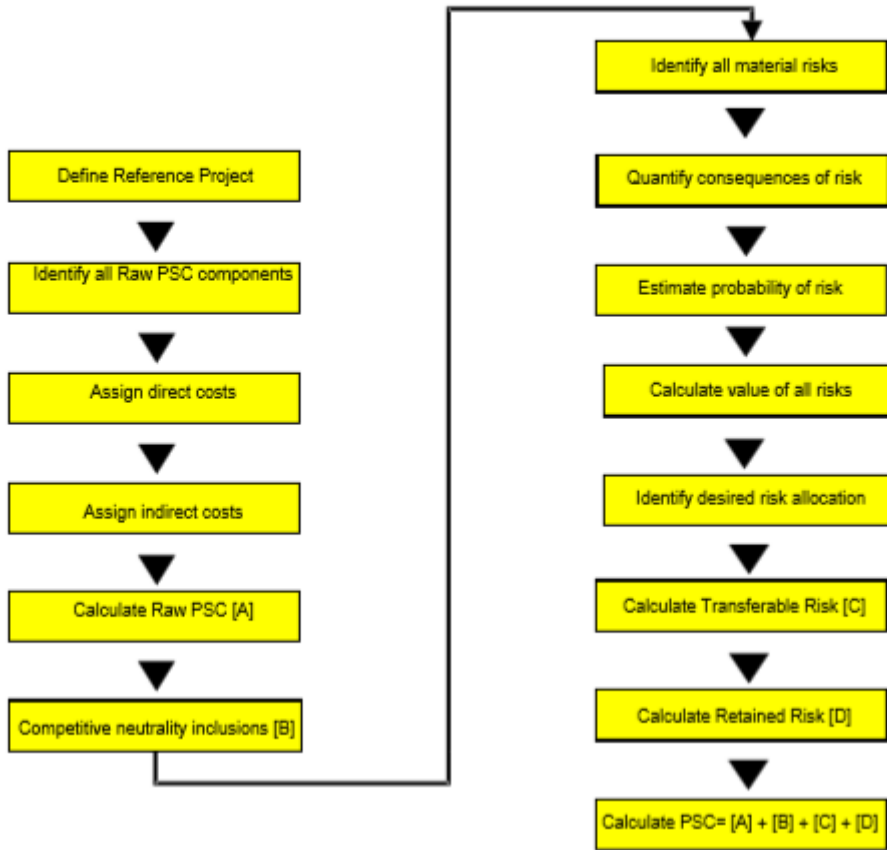 Define Reference Project
Identify all Raw PSC components
Assign direct costs
Assign indirect costs
Calculate Raw PSC [A]
Competitive neutrality inclusions [B]
Identify all material risks
Quantify consequences of risk
Estimate probability of risk
Calculate value of all risks
Identify desired risk allocation
Calculate Transferable Risk [C]
Calculate Retained Risk [D]
Calculate PSC= [A] + [B] + [C] + [D]